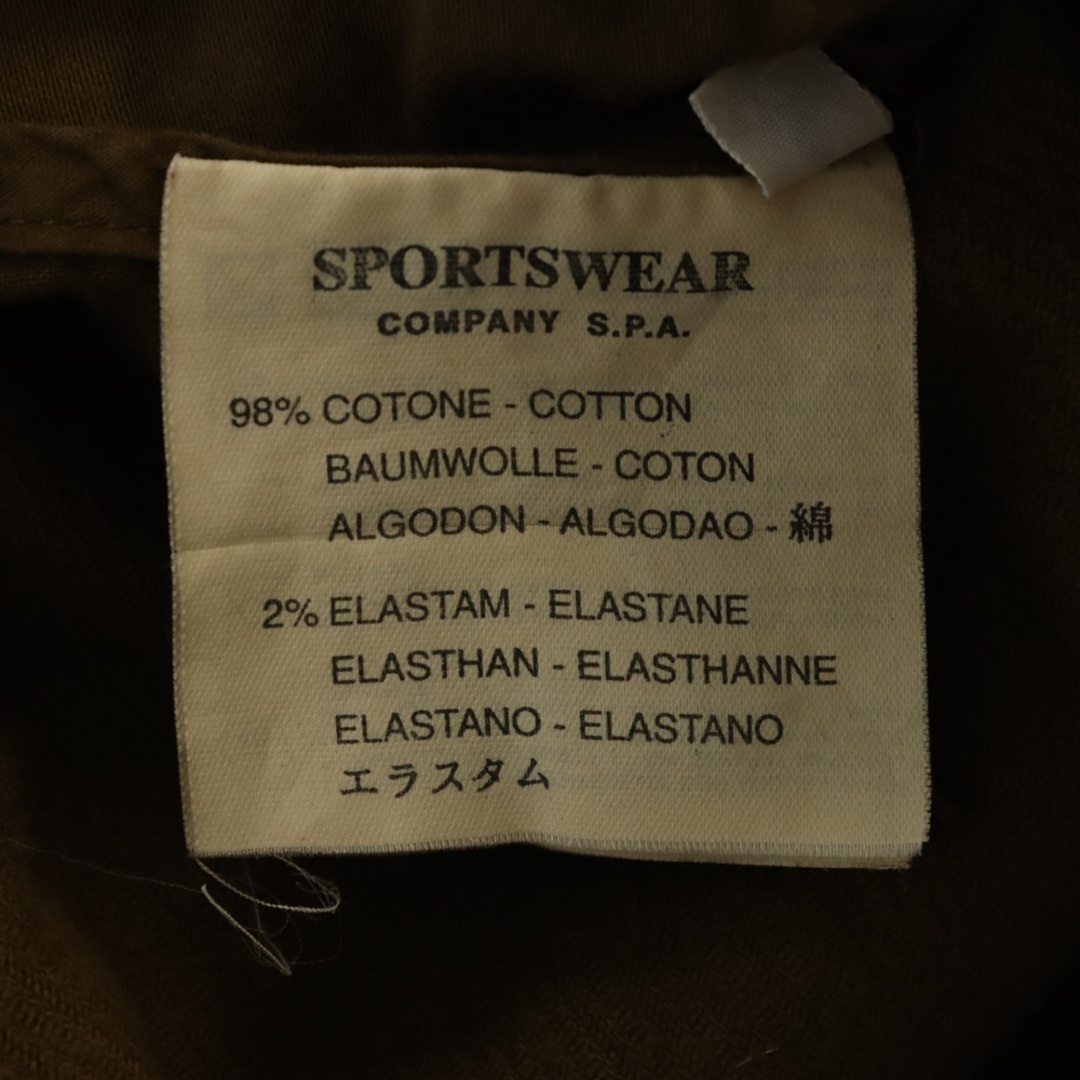 SPORTSWEAR
COMPANY S.P.A.
98% COTONE - COTTON
BAUMWOLLE - COTON
ALGODON - ALGODAO - 綿
2% ELASTAM - ELASTANE
ELASTHAN - ELASTHANNE
ELASTANO - ELASTANO
エラスタム